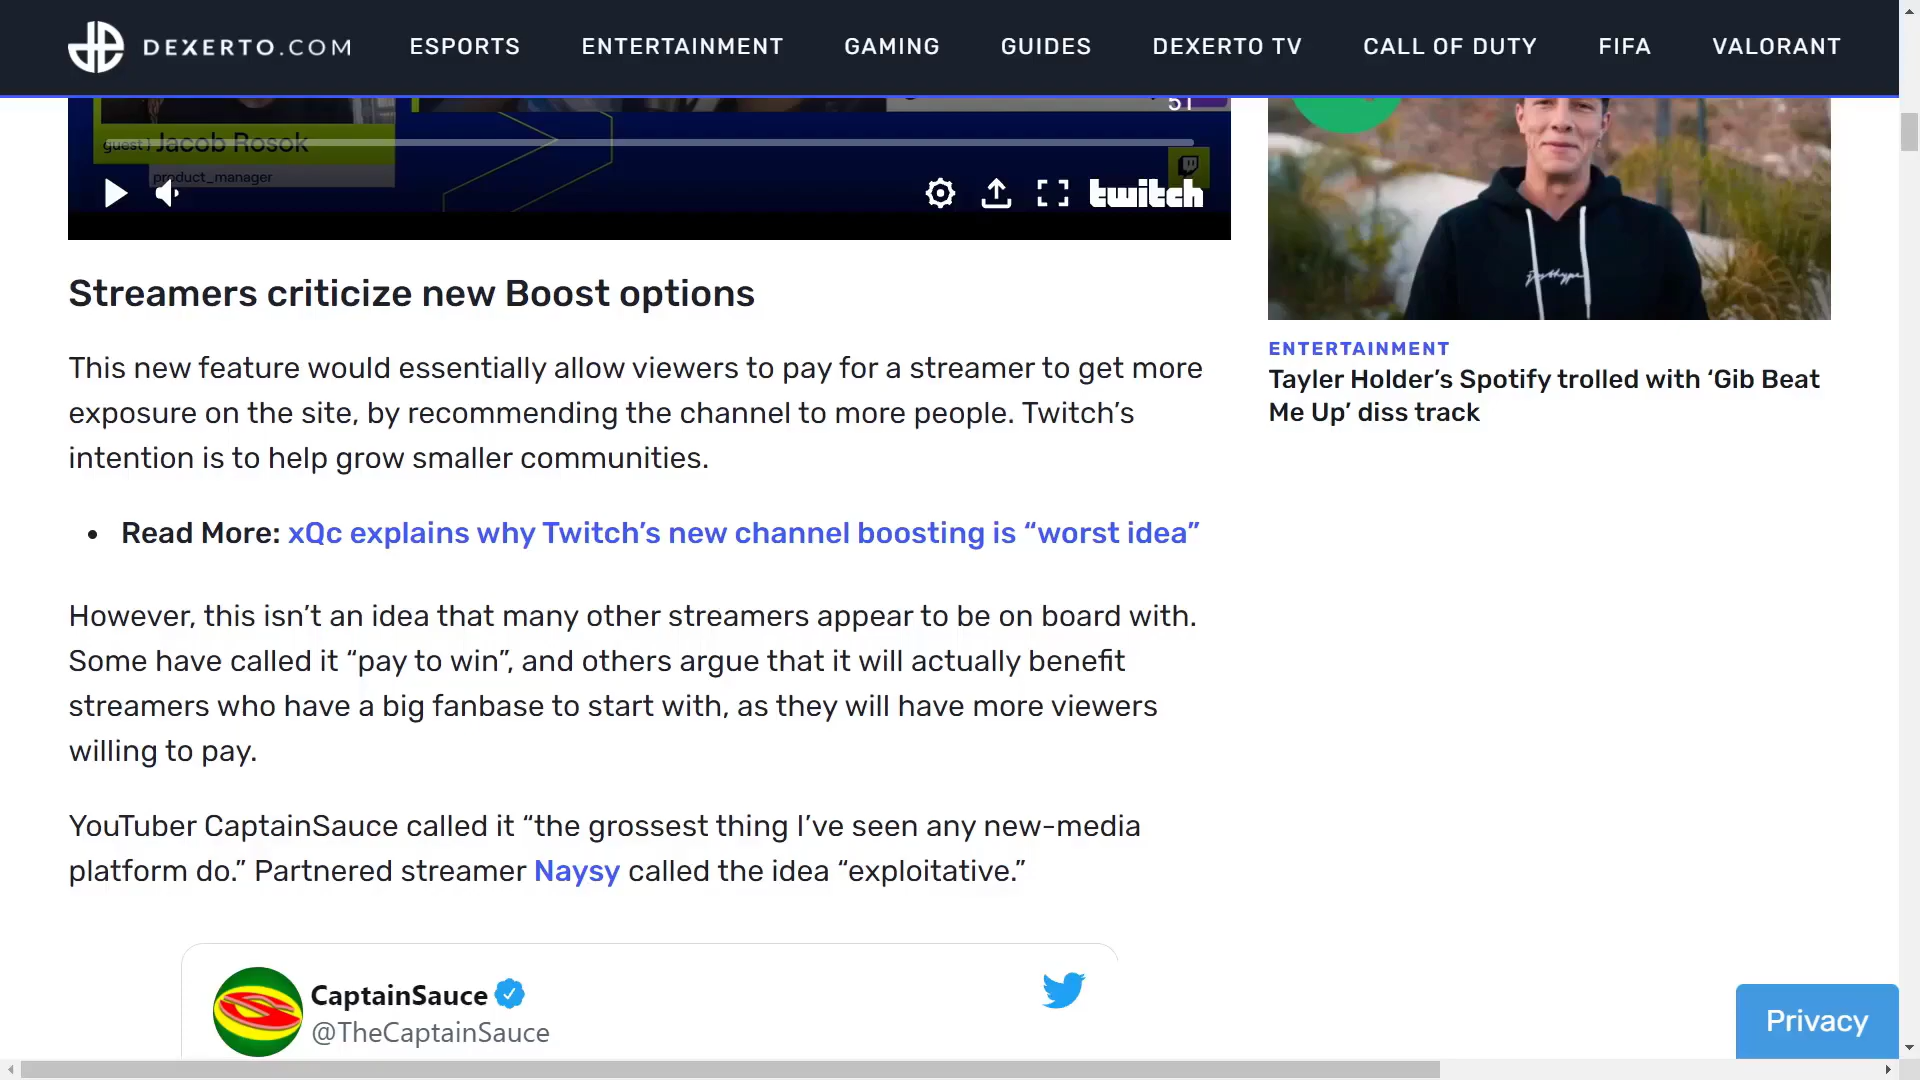 DEXERTO.COM ESPORTS ENTERTAINMENT GAMING GUIDES DEXERTO TV CALL OF DUTY FIFA VALORANT
51
guest } Jacob Rosok
product_manager
twitch
Streamers criticize new Boost options
This new feature would essentially allow viewers to pay for a streamer to get more
exposure on the site, by recommending the channel to more people. Twitch’s
intention is to help grow smaller communities.
• Read More: xQc explains why Twitch’s new channel boosting is “worst idea”
However, this isn’t an idea that many other streamers appear to be on board with.
Some have called it “pay to win”, and others argue that it will actually benefit
streamers who have a big fanbase to start with, as they will have more viewers
willing to pay.
YouTuber CaptainSauce called it “the grossest thing I’ve seen any new-media
platform do.” Partnered streamer Naysy called the idea “exploitative.”
CaptainSauce
@TheCaptainSauce
ENTERTAINMENT
Tayler Holder’s Spotify trolled with ‘Gib Beat
Me Up’ diss track
Privacy